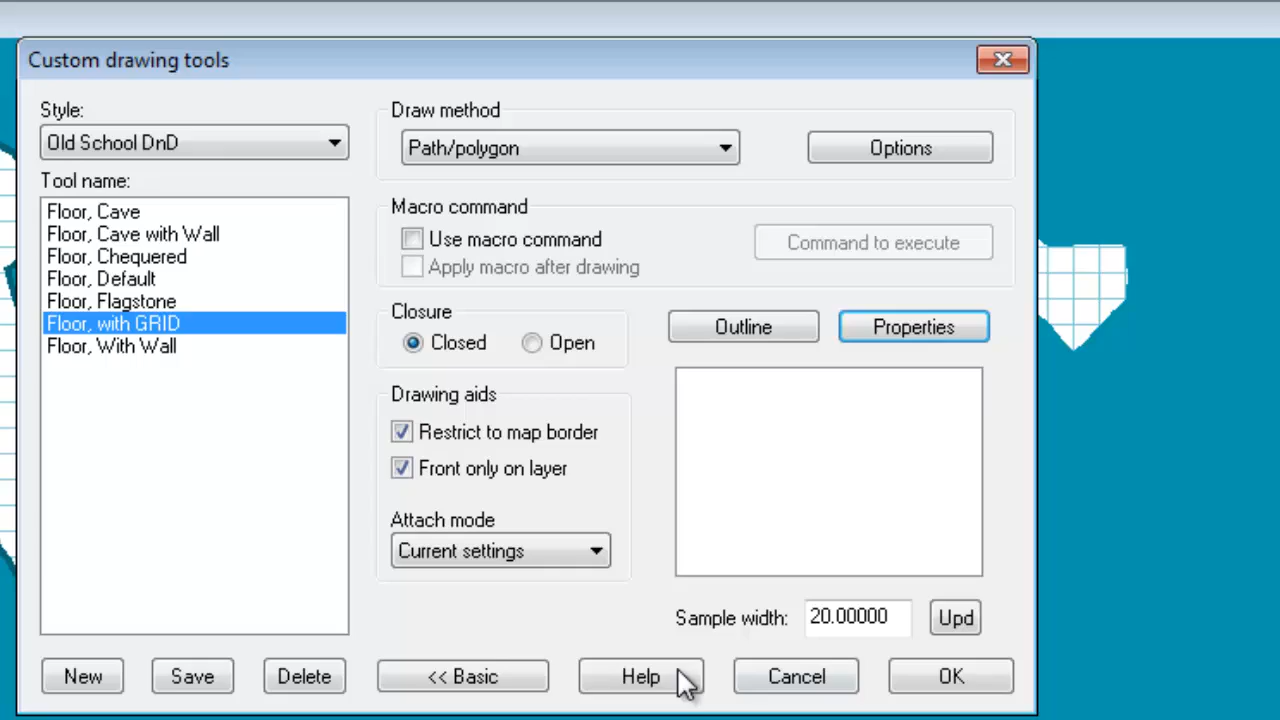 Custom drawing tools
Style:
Old School DnD
Tool name:
Floor, Cave
Floor, Cave with Wall
Floor, Chequered
Floor, Default
Floor, Flagstone
Floor, with GRID
Floor, With Wall
Draw method
Path/polygon
Options
Macro command
Use macro command
Command to execute
Apply macro after drawing
Closure
Closed
Open
Outline
Properties
Drawing aids
Restrict to map border
Front only on layer
Attach mode
Current settings
Sample width:
20.00000
Upd
New
Save
Delete
<< Basic
Help
Cancel
OK